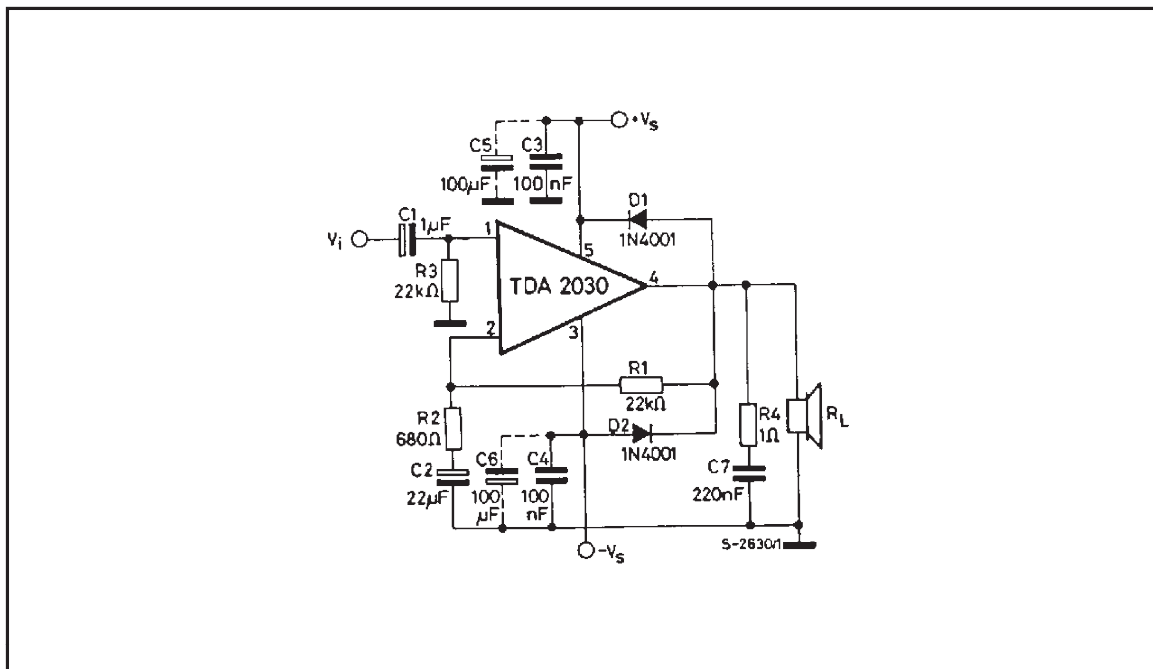 +Vs
C5
C3
100µF
100 nF
D1
1N4001
C1
1µF
Vi
1
5
R3
22kΩ
TDA 2030
4
2
3
R1
22kΩ
R2
680Ω
D2
1N4001
R4
1Ω
RL
C2
22µF
C6
100
µF
C4
100
nF
C7
220nF
S-2630/1
-Vs